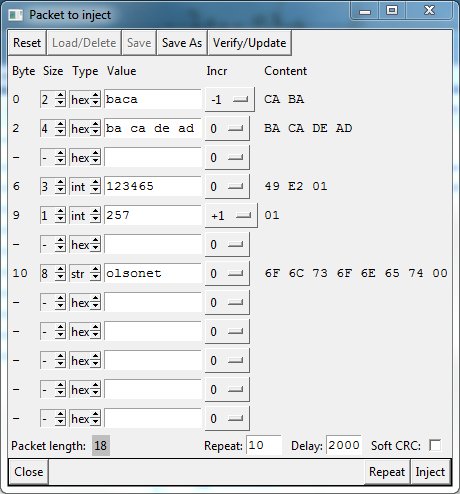 Packet to inject
Reset Load/Delete Save Save As Verify/Update
Byte Size Type Value Incr Content
0 2 hex baca -1 CA BA
2 4 hex ba ca de ad 0 BA CA DE AD
- - hex 0
6 3 int 123465 0 49 E2 01
9 1 int 257 +1 01
- - hex 0
10 8 str olsonet 0 6F 6C 73 6F 6E 65 74 00
- - hex 0
- - hex 0
- - hex 0
- - hex 0
- - hex 0
Packet length: 18 Repeat: 10 Delay: 2000 Soft CRC:
Close Repeat Inject